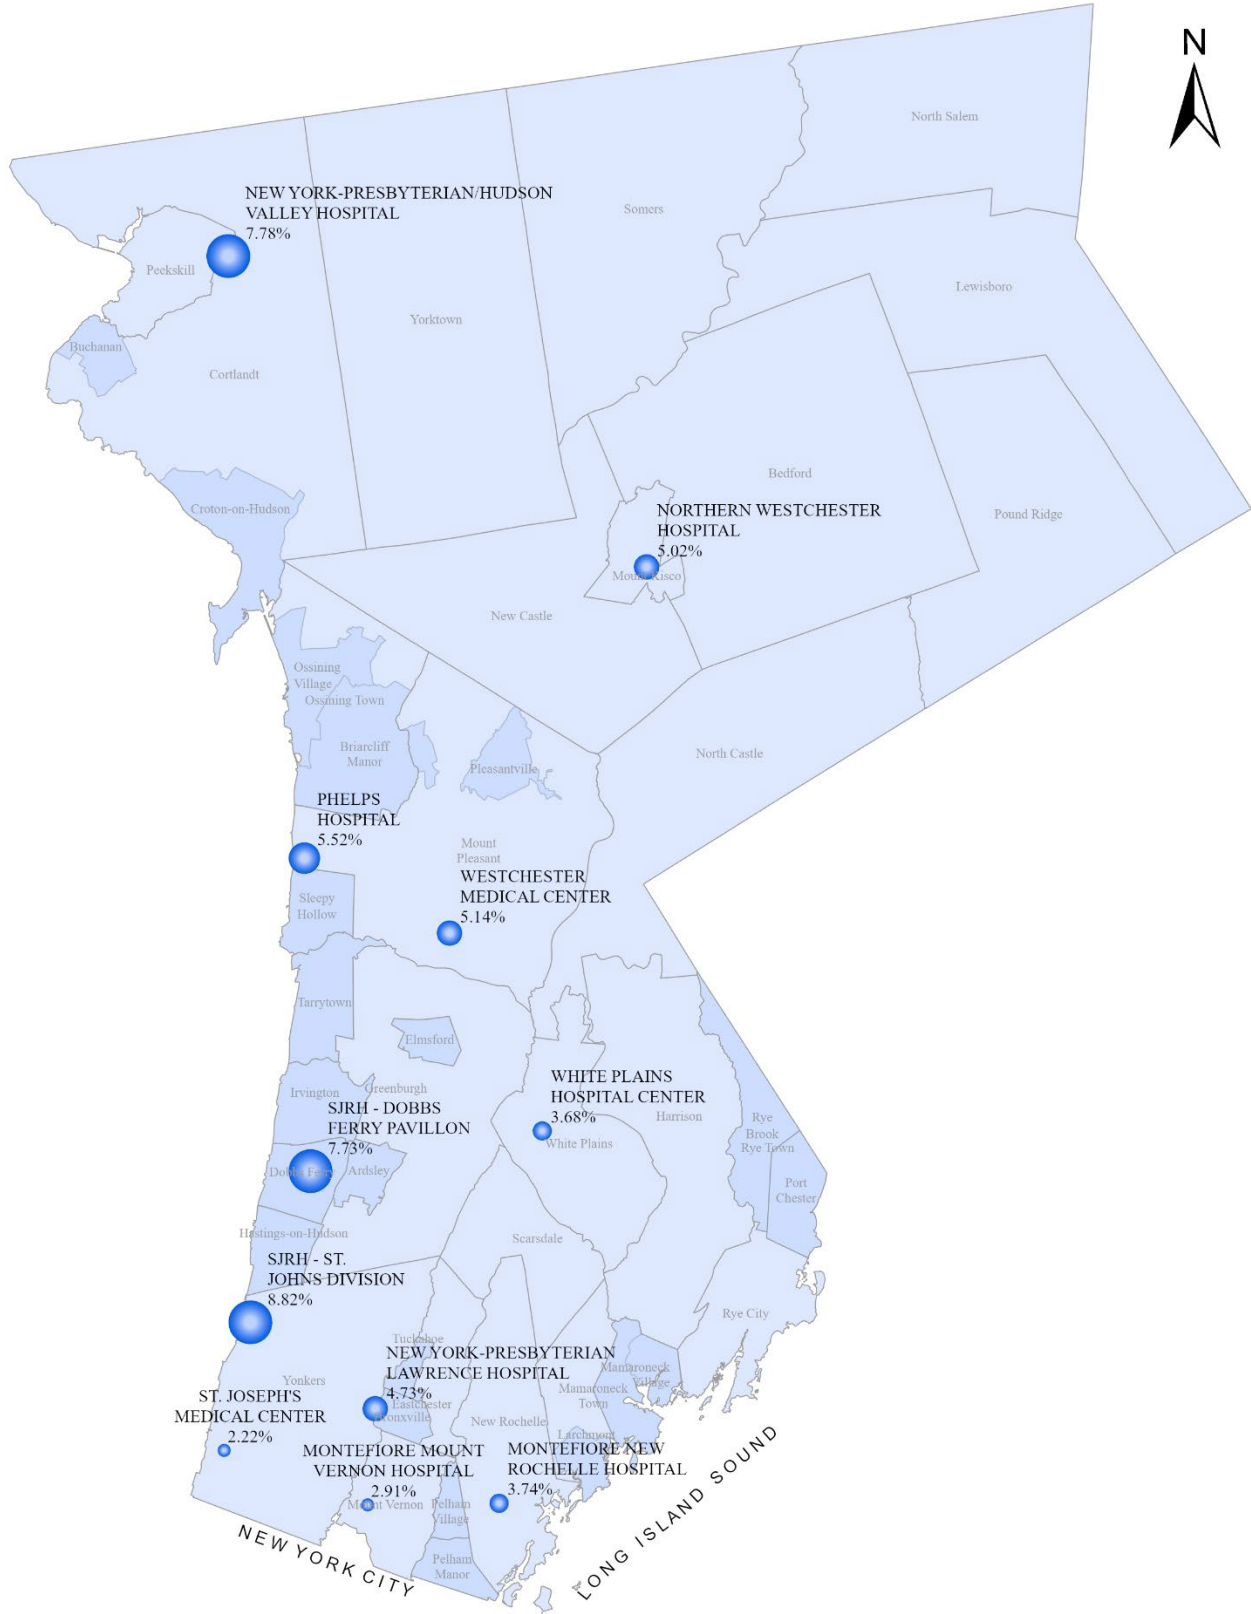 N
North Salem
NEW YORK-PRESBYTERIAN/HUDSON
VALLEY HOSPITAL
7.78%
Somers
Peekskill
Lewisboro
Yorktown
Buchanan
Cortlandt
Bedford
Croton-on-Hudson
NORTHERN WESTCHESTER
HOSPITAL
5.02%
Pound Ridge
Mount Kisco
New Castle
Ossining
Village
Ossining Town
Briarcliff
Manor
North Castle
Pleasantville
PHELPS
HOSPITAL
5.52%
Mount
Pleasant
WESTCHESTER
MEDICAL CENTER
5.14%
Sleepy
Hollow
Tarrytown
Elmsford
Greenburgh
Irvington
WHITE PLAINS
HOSPITAL CENTER
3.68%
White Plains
Harrison
SJRH - DOBBS
FERRY PAVILLON
7.73%
Rye
Brook
Rye Town
Dobbs Ferry
Ardsley
Port
Chester
Hastings-on-Hudson
Scarsdale
SJRH - ST.
JOHNS DIVISION
8.82%
Rye City
Tuckahoe
NEW YORK-PRESBYTERIAN
LAWRENCE HOSPITAL
4.73%
Mamaroneck
Village
Yonkers
Mamaroneck
Town
ST. JOSEPH'S
MEDICAL CENTER
2.22%
Eastchester
Bronxville
New Rochelle
Larchmont
MONTEFIORE MOUNT
VERNON HOSPITAL
2.91%
MONTEFIORE NEW
ROCHELLE HOSPITAL
3.74%
Mount Vernon
Pelham
Village
Pelham
Manor
NEW YORK CITY
LONG ISLAND SOUND